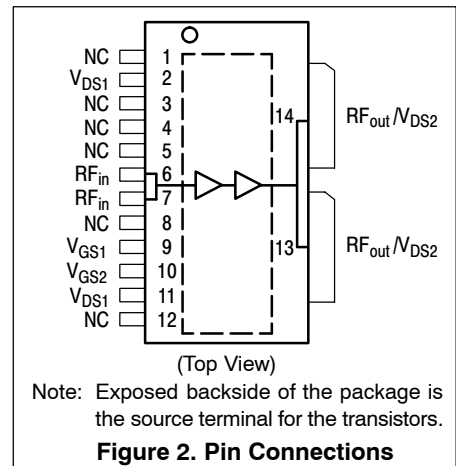 NC 1
VDS1 2
NC 3
NC 4
NC 5
RFin 6
RFin 7
NC 8
VGS1 9
VGS2 10
VDS1 11
NC 12
14 RFout/VDS2
13 RFout/VDS2
(Top View)
Note: Exposed backside of the package is
the source terminal for the transistors.
Figure 2. Pin Connections